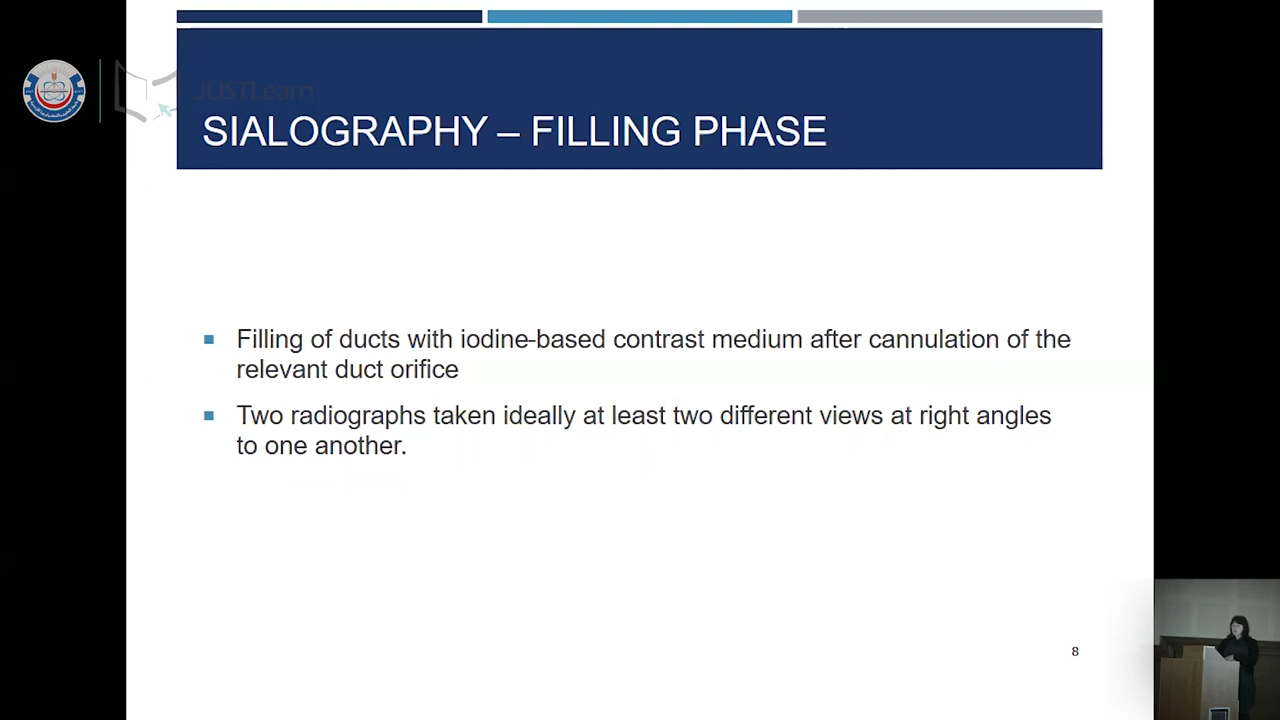 JUSTLearn
SIALOGRAPHY – FILLING PHASE
Filling of ducts with iodine-based contrast medium after cannulation of the
relevant duct orifice
Two radiographs taken ideally at least two different views at right angles
to one another.
8